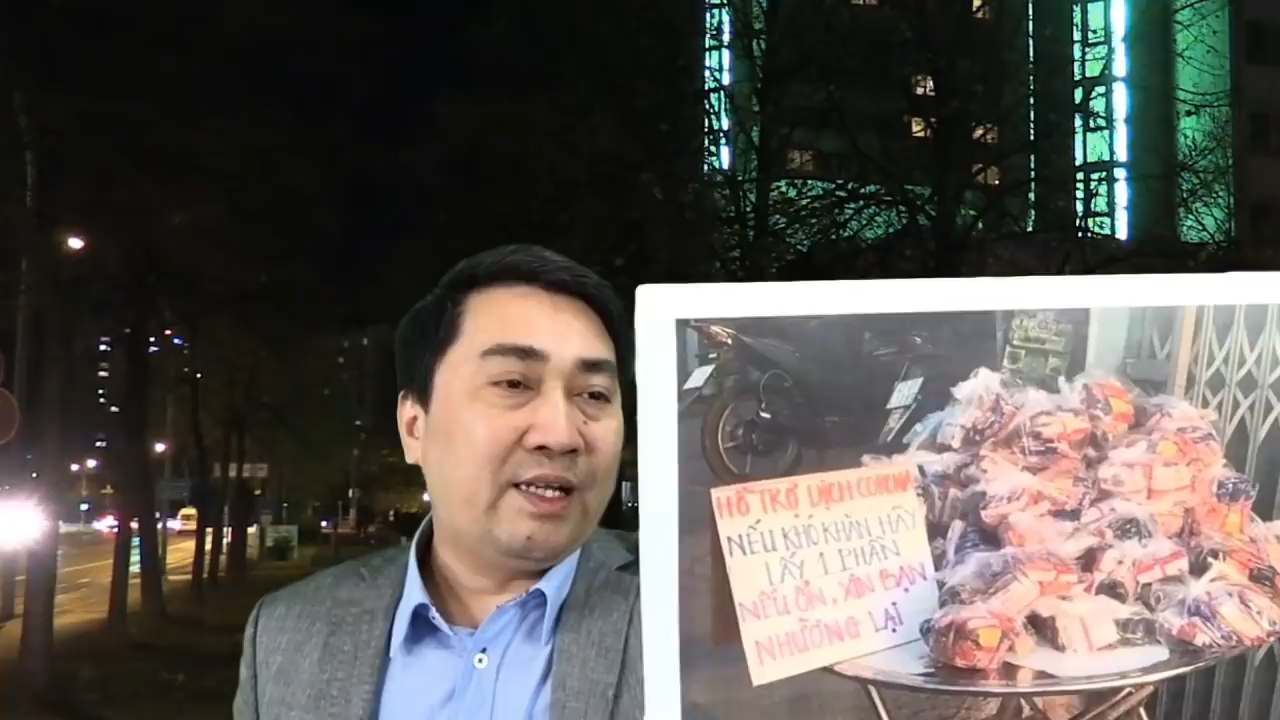 HỖ TRỢ DỊCH CORONA
NẾU KHÓ KHĂN HÃY
LẤY 1 PHẦN
NẾU ỔN, XIN BẠN
NHƯỜNG LẠI